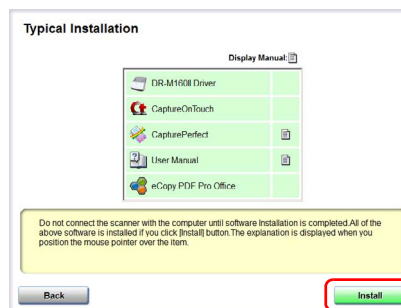 Typical Installation
Display Manual:
DR-M160II Driver
CaptureOnTouch
CapturePerfect
User Manual
eCopy PDF Pro Office
Do not connect the scanner with the computer until software Installation is completed.All of the
above software is installed if you click [Install] button.The explanation is displayed when you
position the mouse pointer over the item.
Back
Install